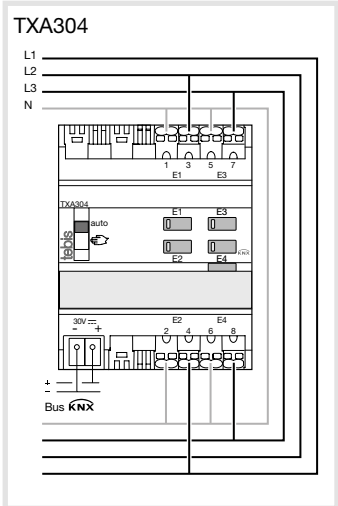 TXA304
L1
L2
L3
N
1 3 5 7
E1 E3
TXA304
auto
tebis
E1 E3
E2 E4
KNX
30V
- +
E2 E4
2 4 6 8
+
-
Bus KNX